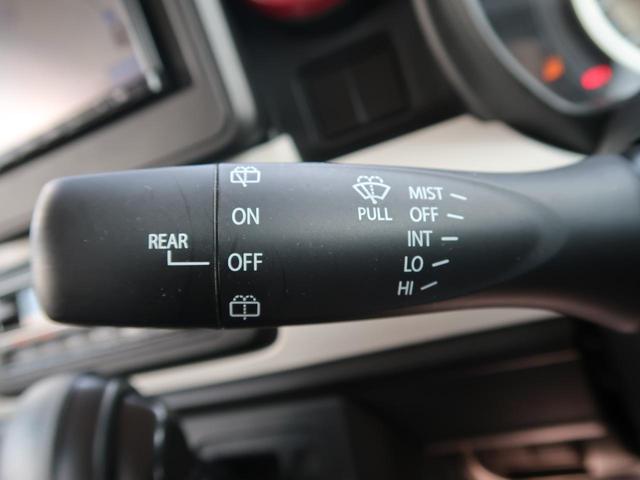 REAR
ON
OFF
PULL
MIST
OFF
INT
LO
HI